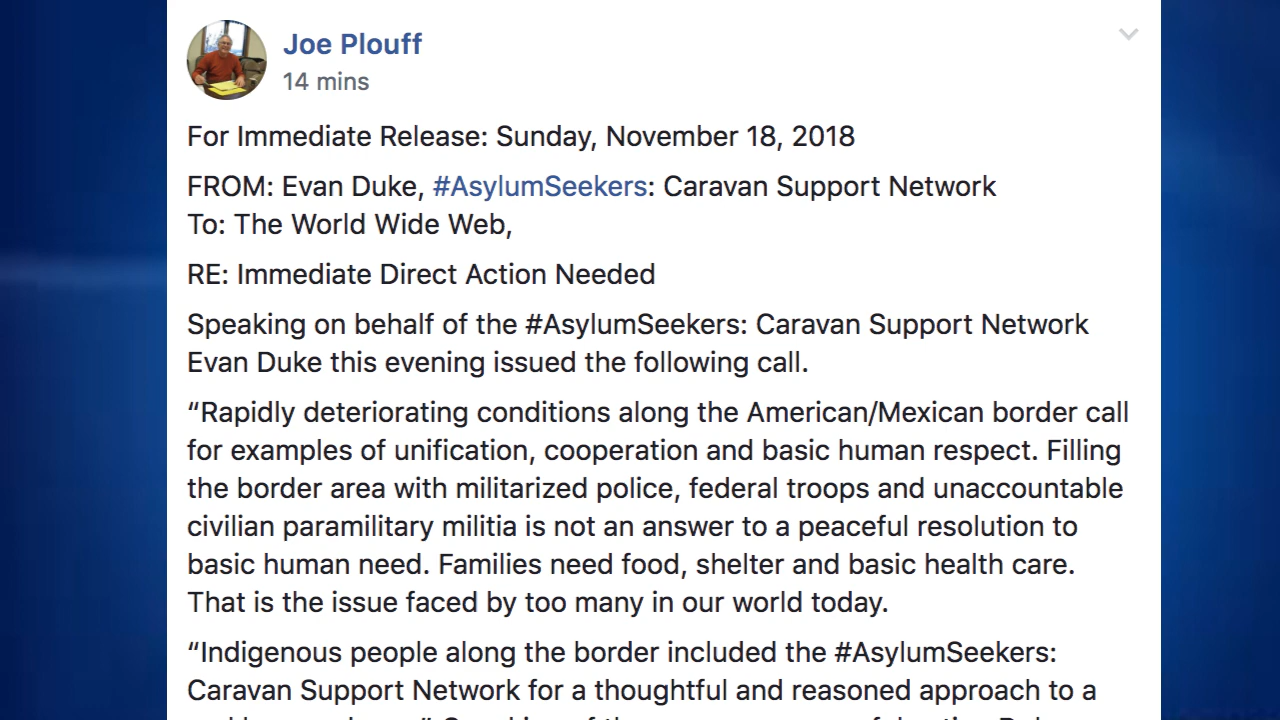 Joe Plouff
14 mins
For Immediate Release: Sunday, November 18, 2018
FROM: Evan Duke, #AsylumSeekers: Caravan Support Network
To: The World Wide Web,
RE: Immediate Direct Action Needed
Speaking on behalf of the #AsylumSeekers: Caravan Support Network
Evan Duke this evening issued the following call.
“Rapidly deteriorating conditions along the American/Mexican border call
for examples of unification, cooperation and basic human respect. Filling
the border area with militarized police, federal troops and unaccountable
civilian paramilitary militia is not an answer to a peaceful resolution to
basic human need. Families need food, shelter and basic health care.
That is the issue faced by too many in our world today.
“Indigenous people along the border included the #AsylumSeekers:
Caravan Support Network for a thoughtful and reasoned approach to a